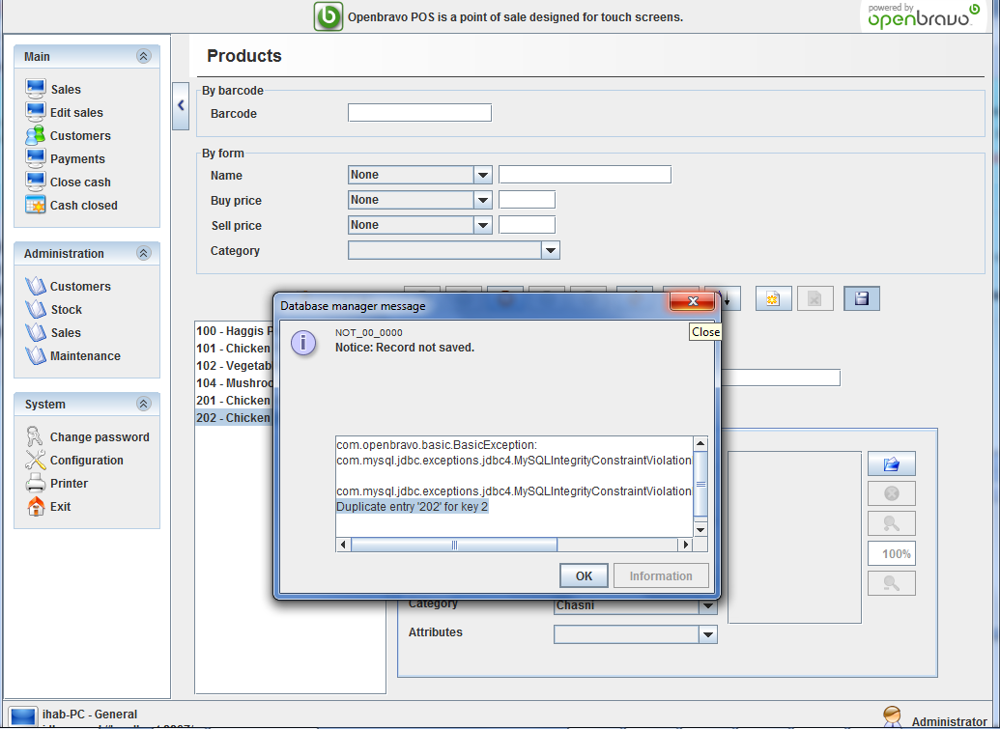 Openbravo POS is a point of sale designed for touch screens.
powered by
openbravo
Main
Sales
Edit sales
Customers
Payments
Close cash
Cash closed
Administration
Customers
Stock
Sales
Maintenance
System
Change password
Configuration
Printer
Exit
Products
By barcode
Barcode
By form
Name
None
Buy price
None
Sell price
None
Category
100 - Haggis P
101 - Chicken
102 - Vegetab
104 - Mushroo
201 - Chicken
202 - Chicken
Database manager message
Close
NOT_00_0000
Notice: Record not saved.
com.openbravo.basic.BasicException:
com.mysql.jdbc.exceptions.jdbc4.MySQLIntegrityConstraintViolation
com.mysql.jdbc.exceptions.jdbc4.MySQLIntegrityConstraintViolation
Duplicate entry '202' for key 2
OK
Information
100%
Category
Chasni
Attributes
ihab-PC - General
Administrator